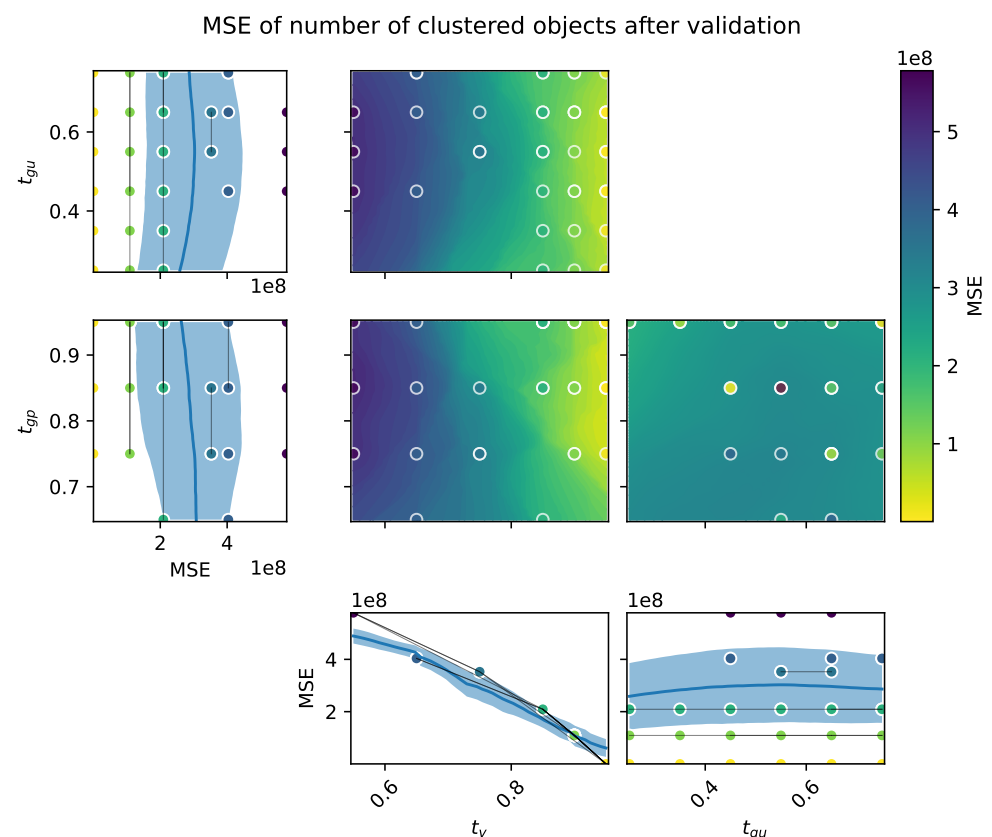 MSE of number of clustered objects after validation
1e8
0.6
0.4
t_gu
1e8
5
4
3
2
1
MSE
0.9
0.8
0.7
t_gp
2 4
MSE 1e8
1e8 1e8
4
2
MSE
0.6 0.8 0.4 0.6
t_v t_gu